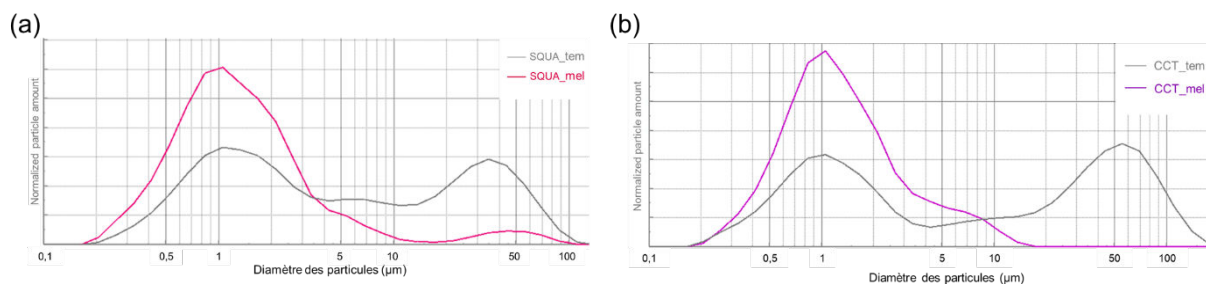 (a)
SQUA_tem
SQUA_mel
Normalized particle amount
0,1 0,5 1 5 10 50 100
Diamètre des particules (µm)
(b)
CCT_tem
CCT_mel
Normalized particle amount
0,1 0,5 1 5 10 50 100
Diamètre des particules (µm)